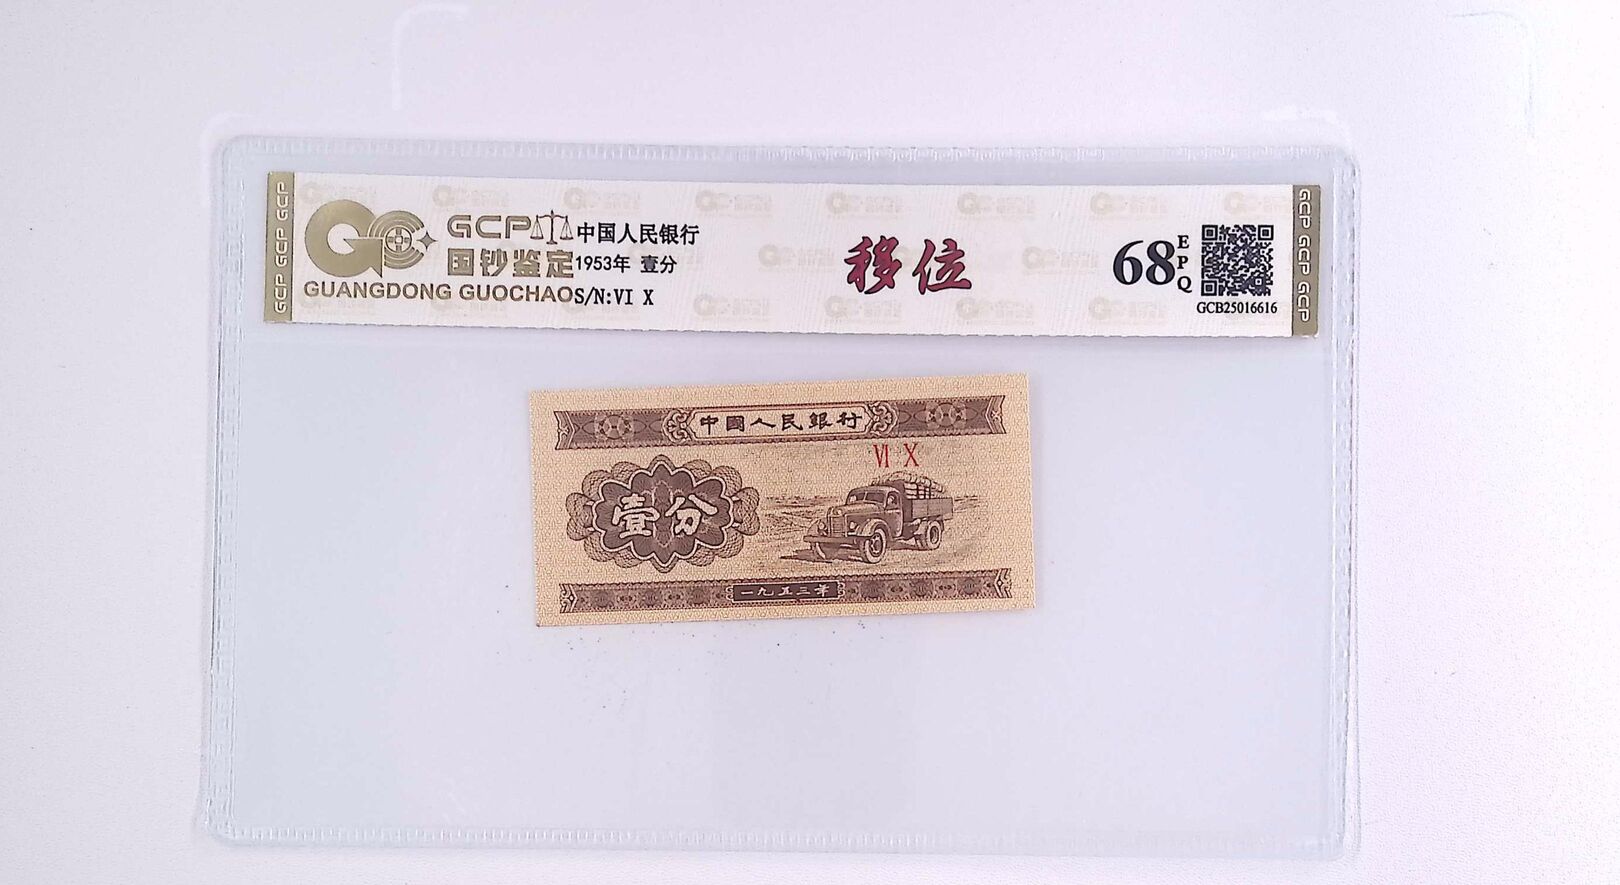 GCP GCP GCP
GCP
国钞鉴定
GUANGDONG GUOCHAO
中国人民银行
1953年 壹分
S/N:VI X
移位
68
EPQ
GCB25016616
GCP GCP GCP
中國人民銀行
VI X
壹分
一九五三年